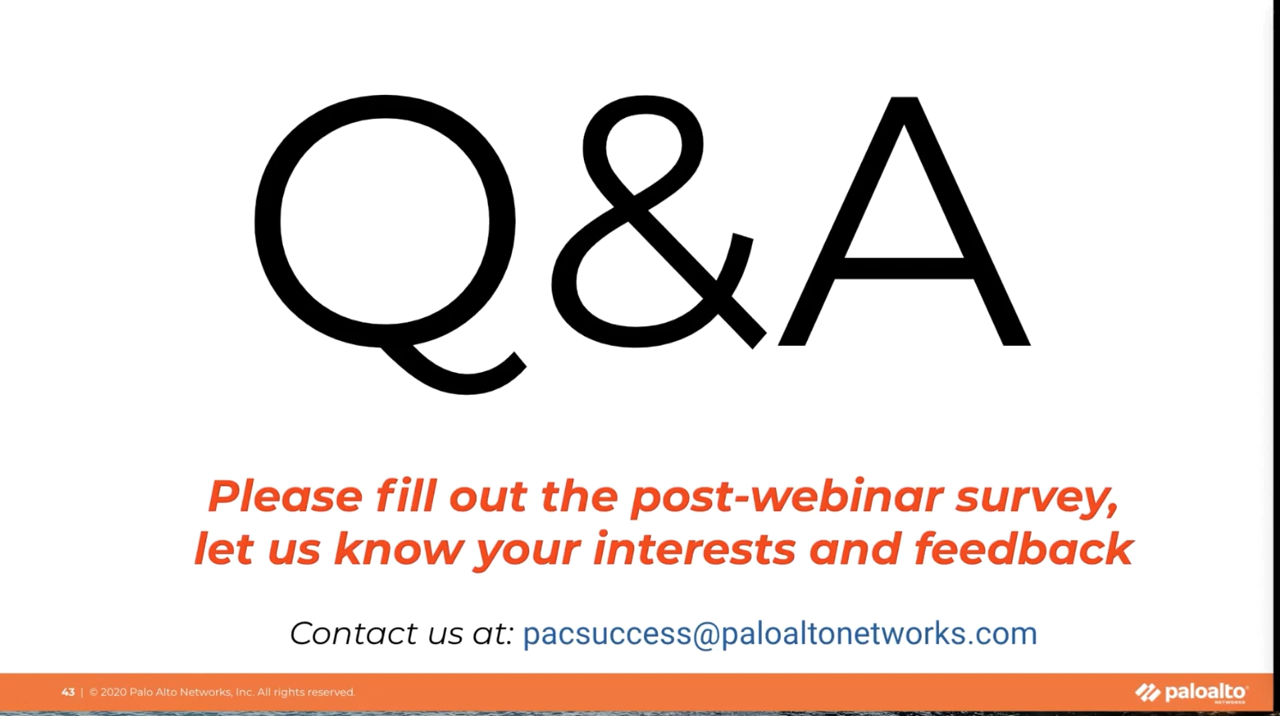 Q&A
Please fill out the post-webinar survey,
let us know your interests and feedback
Contact us at: pacsuccess@paloaltonetworks.com
43 | © 2020 Palo Alto Networks, Inc. All rights reserved.
paloalto
NETWORKS